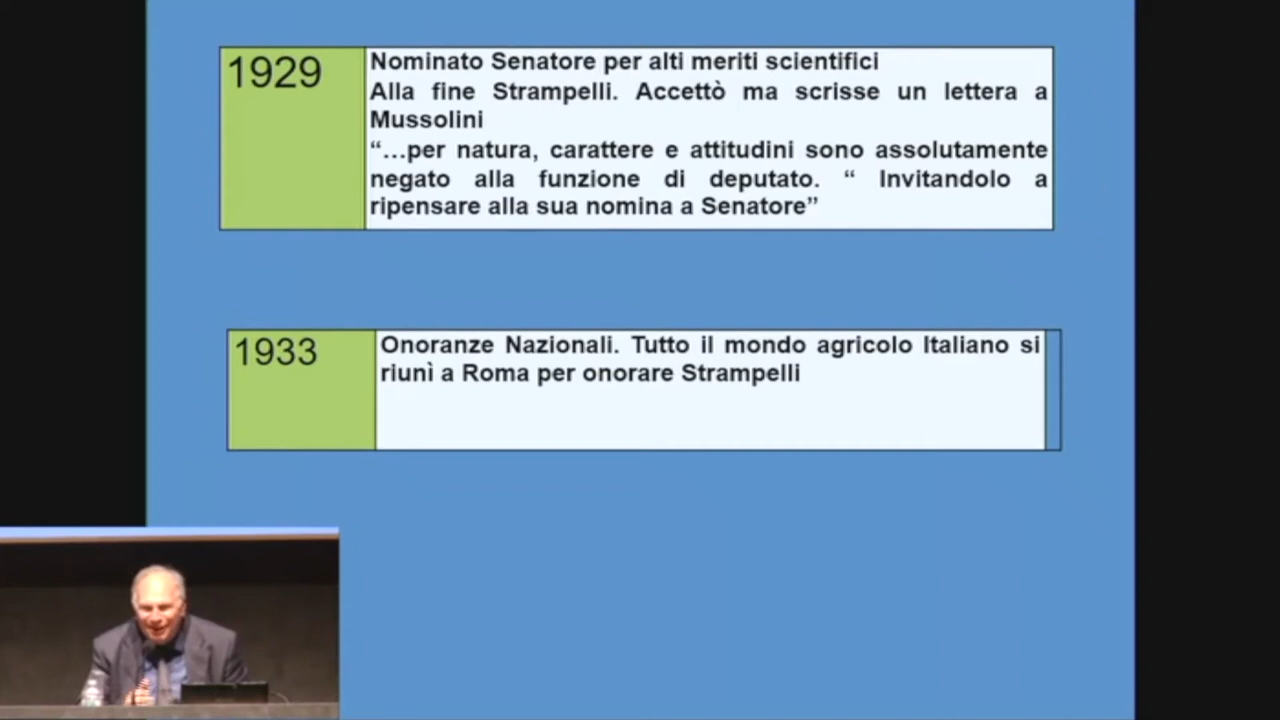 1929
Nominato Senatore per alti meriti scientifici
Alla fine Strampelli. Accettò ma scrisse un lettera a
Mussolini
“...per natura, carattere e attitudini sono assolutamente
negato alla funzione di deputato. “ Invitandolo a
ripensare alla sua nomina a Senatore”
1933
Onoranze Nazionali. Tutto il mondo agricolo Italiano si
riunì a Roma per onorare Strampelli